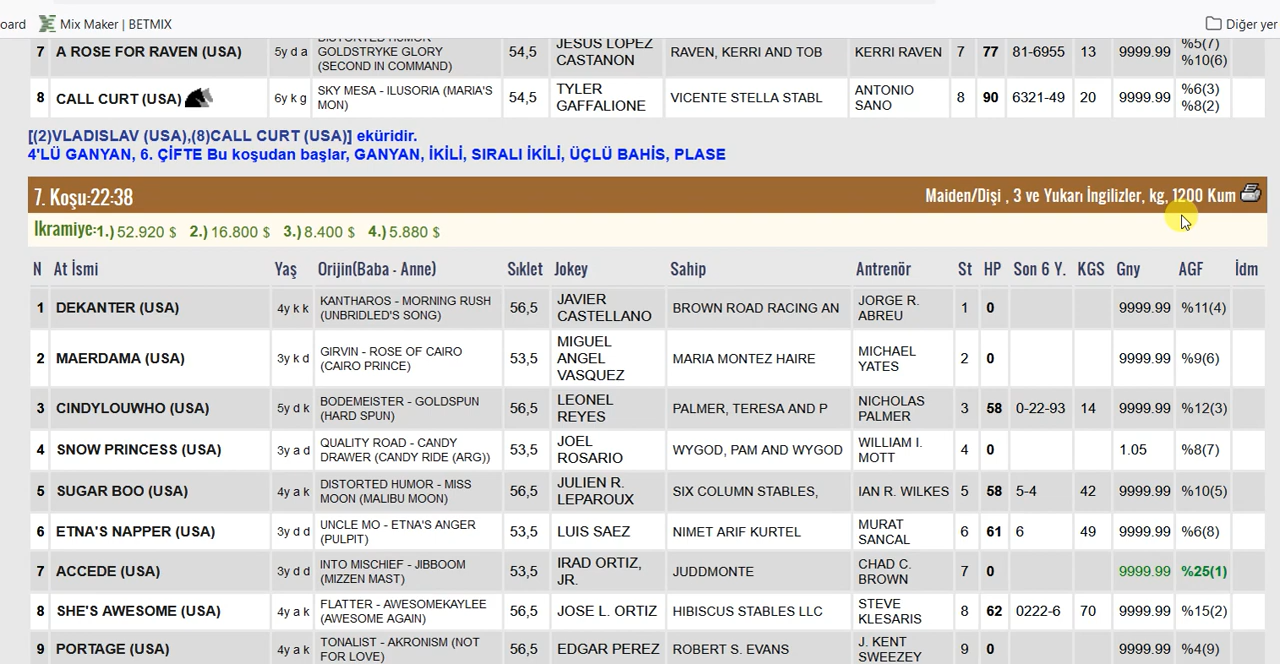 oard Mix Maker | BETMIX Diğer yer
7 A ROSE FOR RAVEN (USA) 5y d a DISTORTED HUMOR - GOLDSTRYKE GLORY (SECOND IN COMMAND) 54,5 JESUS LOPEZ CASTANON RAVEN, KERRI AND TOB KERRI RAVEN 7 77 81-6955 13 9999.99 %5(7) %10(6)
8 CALL CURT (USA) 6y k g SKY MESA - ILUSORIA (MARIA'S MON) 54,5 TYLER GAFFALIONE VICENTE STELLA STABL ANTONIO SANO 8 90 6321-49 20 9999.99 %6(3) %8(2)
[(2)VLADISLAV (USA),(8)CALL CURT (USA)] eküridir.
4'LÜ GANYAN, 6. ÇİFTE Bu koşudan başlar, GANYAN, İKİLİ, SIRALI İKİLİ, ÜÇLÜ BAHİS, PLASE
7. Koşu:22:38 Maiden/Dişi , 3 ve Yukarı İngilizler, kg, 1200 Kum
İkramiye:1.) 52.920 $ 2.) 16.800 $ 3.) 8.400 $ 4.) 5.880 $
N At İsmi Yaş Orijin(Baba - Anne) Sıklet Jokey Sahip Antrenör St HP Son 6 Y. KGS Gny AGF İdm
1 DEKANTER (USA) 4y k k KANTHAROS - MORNING RUSH (UNBRIDLED'S SONG) 56,5 JAVIER CASTELLANO BROWN ROAD RACING AN JORGE R. ABREU 1 0 9999.99 %11(4)
2 MAERDAMA (USA) 3y k d GIRVIN - ROSE OF CAIRO (CAIRO PRINCE) 53,5 MIGUEL ANGEL VASQUEZ MARIA MONTEZ HAIRE MICHAEL YATES 2 0 9999.99 %9(6)
3 CINDYLOUWHO (USA) 5y d k BODEMEISTER - GOLDSPUN (HARD SPUN) 56,5 LEONEL REYES PALMER, TERESA AND P NICHOLAS PALMER 3 58 0-22-93 14 9999.99 %12(3)
4 SNOW PRINCESS (USA) 3y a d QUALITY ROAD - CANDY DRAWER (CANDY RIDE (ARG)) 53,5 JOEL ROSARIO WYGOD, PAM AND WYGOD WILLIAM I. MOTT 4 0 1.05 %8(7)
5 SUGAR BOO (USA) 4y a k DISTORTED HUMOR - MISS MOON (MALIBU MOON) 56,5 JULIEN R. LEPAROUX SIX COLUMN STABLES, IAN R. WILKES 5 58 5-4 42 9999.99 %10(5)
6 ETNA'S NAPPER (USA) 3y d d UNCLE MO - ETNA'S ANGER (PULPIT) 53,5 LUIS SAEZ NIMET ARIF KURTEL MURAT SANCAL 6 61 6 49 9999.99 %6(8)
7 ACCEDE (USA) 3y d d INTO MISCHIEF - JIBBOOM (MIZZEN MAST) 53,5 IRAD ORTIZ, JR. JUDDMONTE CHAD C. BROWN 7 0 9999.99 %25(1)
8 SHE'S AWESOME (USA) 4y a k FLATTER - AWESOMEKAYLEE (AWESOME AGAIN) 56,5 JOSE L. ORTIZ HIBISCUS STABLES LLC STEVE KLESARIS 8 62 0222-6 70 9999.99 %15(2)
9 PORTAGE (USA) 4y a k TONALIST - AKRONISM (NOT FOR LOVE) 56,5 EDGAR PEREZ ROBERT S. EVANS J. KENT SWEEZEY 9 0 9999.99 %4(9)